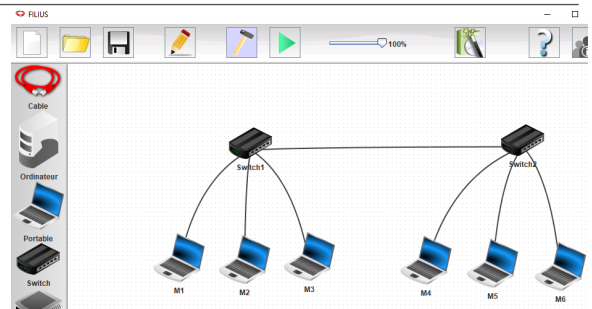 FILIUS
100%
Cable
Ordinateur
Portable
Switch
Switch1
Switch2
M1
M2
M3
M4
M5
M6